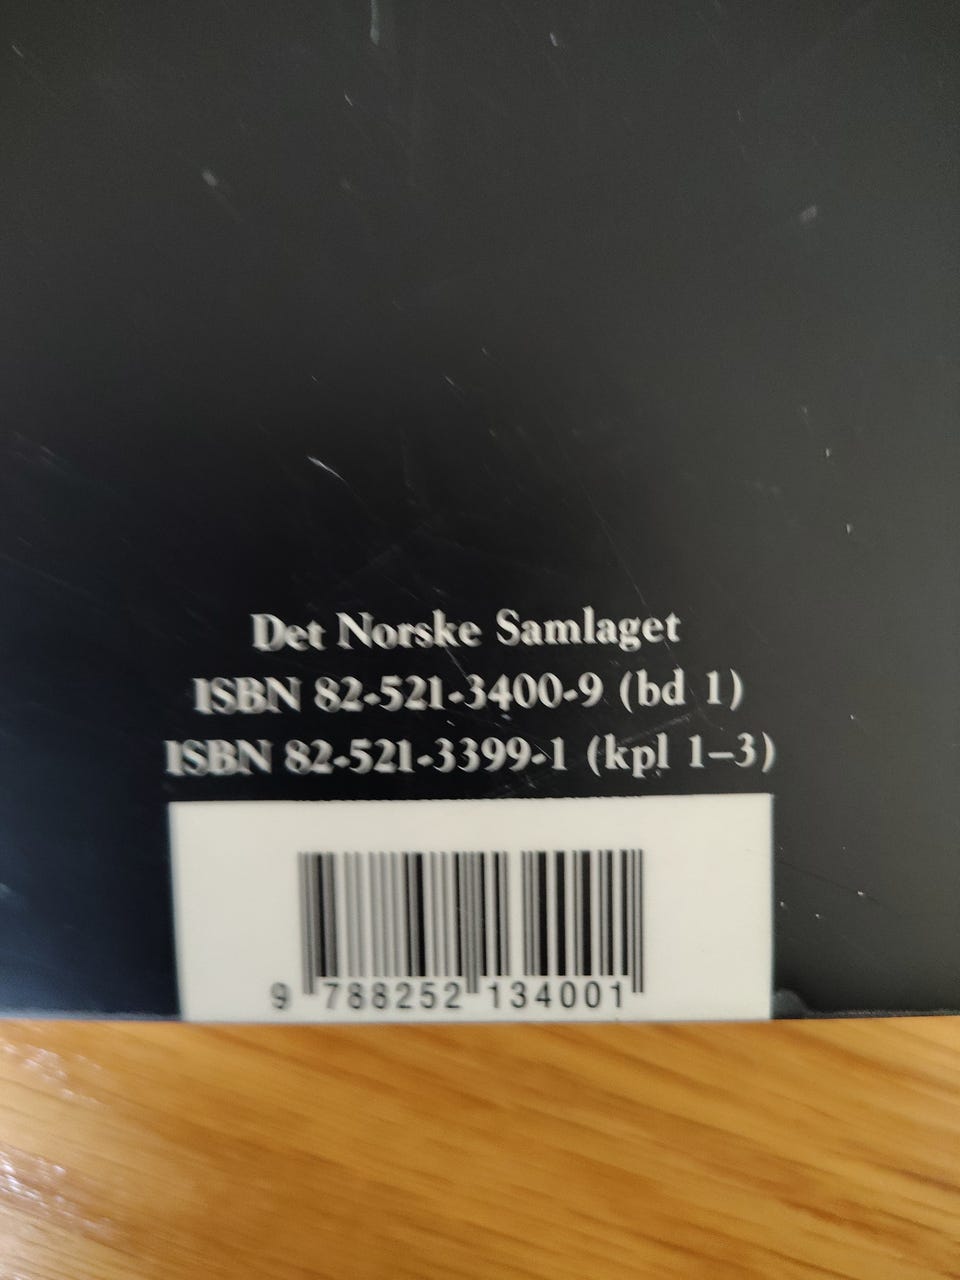 Det Norske Samlaget
ISBN 82-521-3400-9 (bd 1)
ISBN 82-521-3399-1 (kpl 1–3)
9 788252 134001